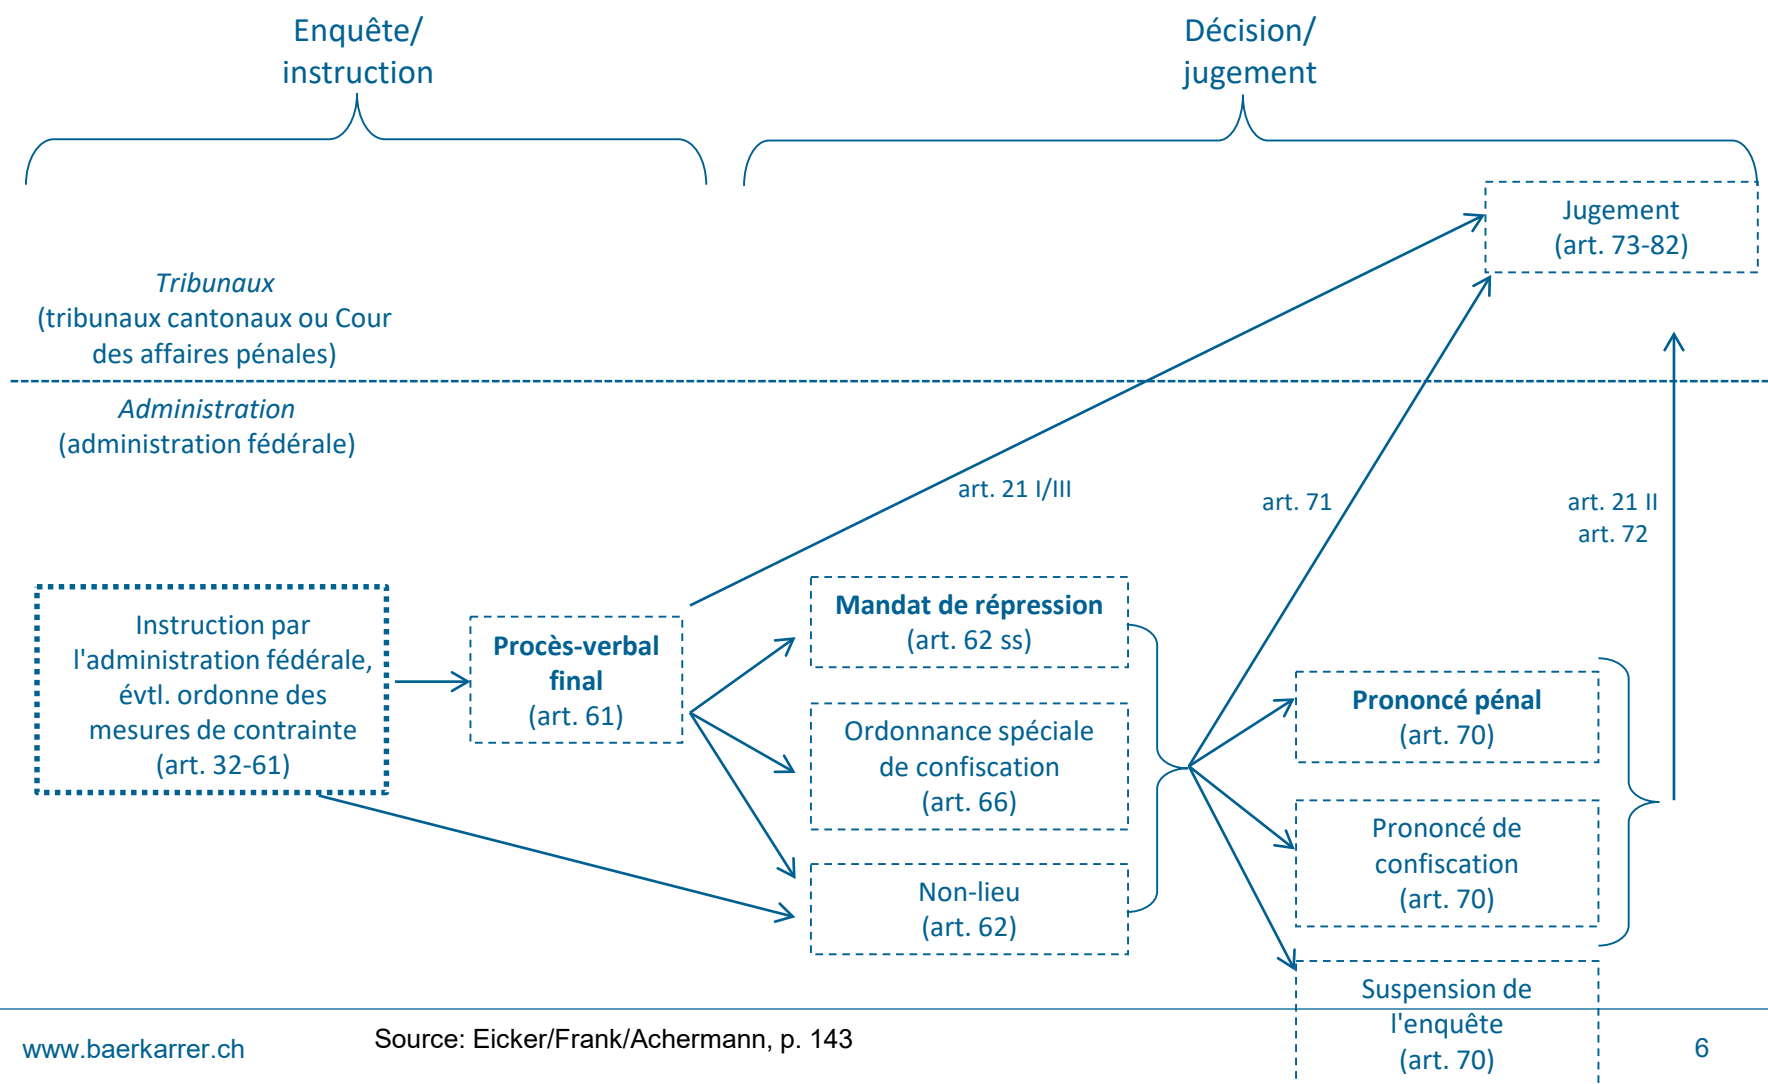 Enquête/
instruction
Décision/
jugement
Jugement
(art. 73-82)
Tribunaux
(tribunaux cantonaux ou Cour
des affaires pénales)
Administration
(administration fédérale)
art. 21 I/III
art. 71
art. 21 II
art. 72
Instruction par
l'administration fédérale,
évtl. ordonne des
mesures de contrainte
(art. 32-61)
Procès-verbal
final
(art. 61)
Mandat de répression
(art. 62 ss)
Ordonnance spéciale
de confiscation
(art. 66)
Non-lieu
(art. 62)
Prononcé pénal
(art. 70)
Prononcé de
confiscation
(art. 70)
Suspension de
l'enquête
(art. 70)
www.baerkarrer.ch
Source: Eicker/Frank/Achermann, p. 143
6